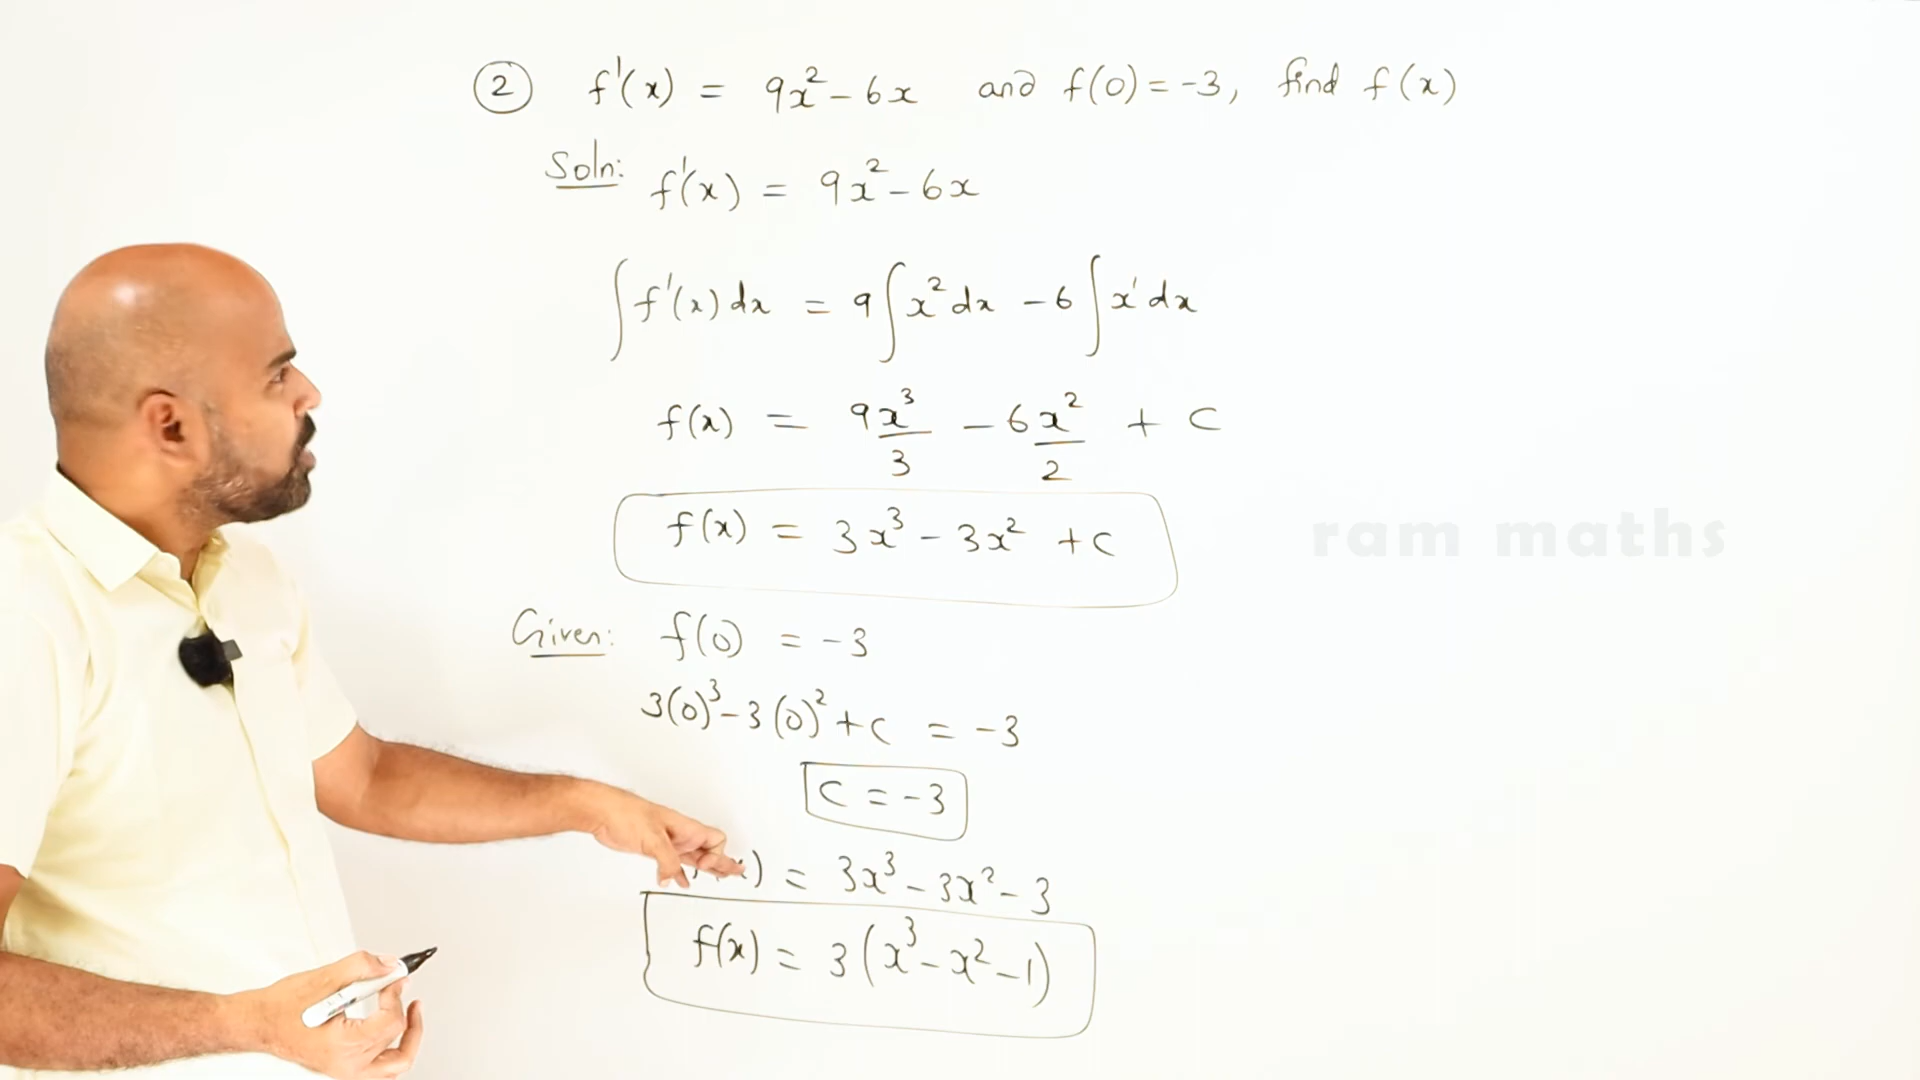 ② f'(x) = 9x² - 6x and f(0) = -3, find f(x)
Soln: f'(x) = 9x² - 6x
∫ f'(x) dx = 9 ∫ x² dx - 6 ∫ x¹ dx
f(x) = 9x³/3 - 6x²/2 + C
f(x) = 3x³ - 3x² + C
ram maths
Given: f(0) = -3
3(0)³ - 3(0)² + C = -3
C = -3
x) = 3x³ - 3x² - 3
f(x) = 3(x³ - x² - 1)